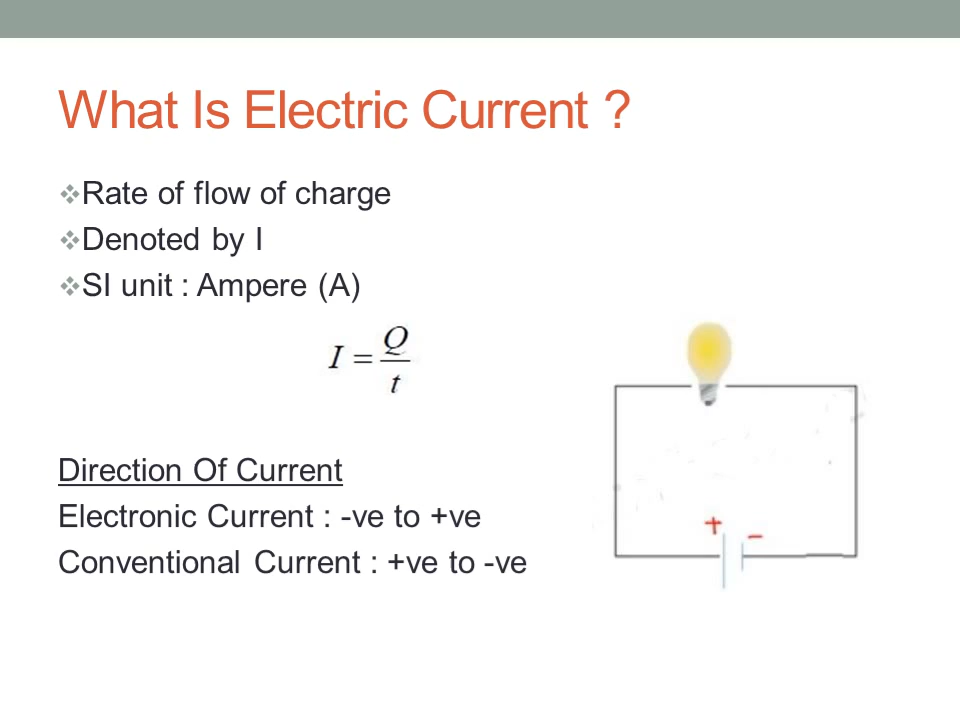 What Is Electric Current ?
❖ Rate of flow of charge
❖ Denoted by I
❖ SI unit : Ampere (A)
I = Q/t
Direction Of Current
Electronic Current : -ve to +ve
Conventional Current : +ve to -ve
+ -